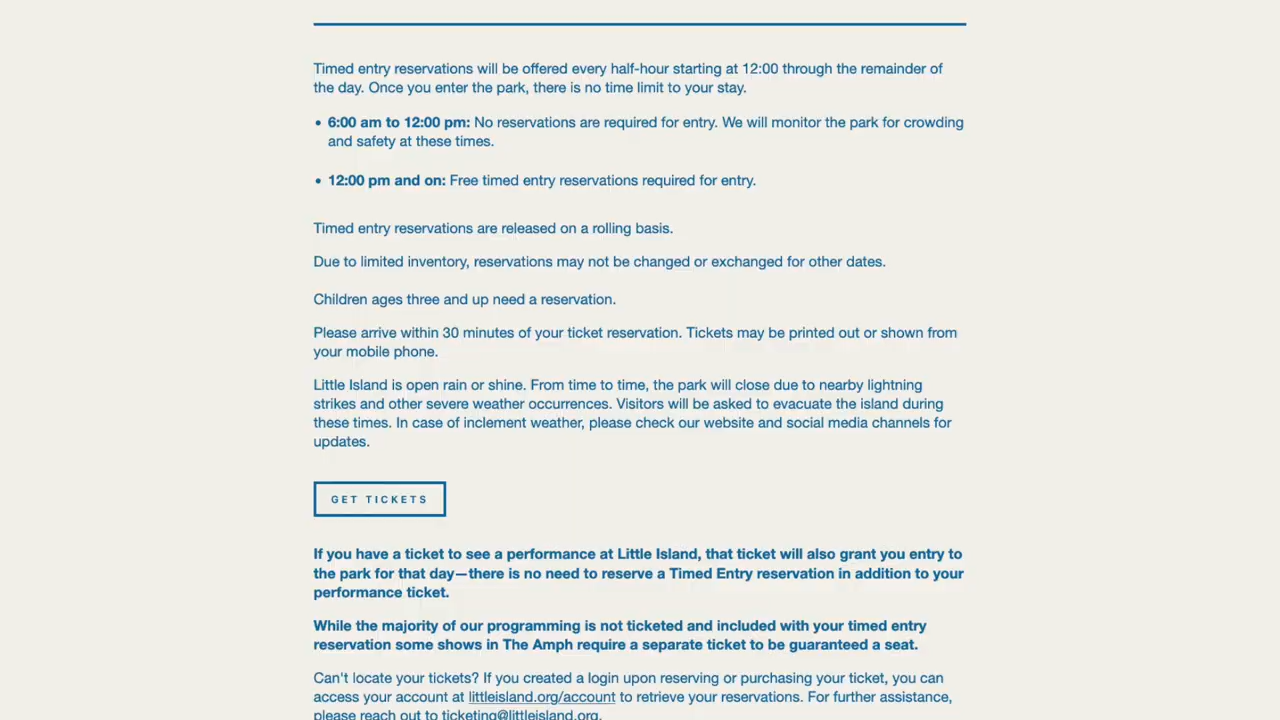 Timed entry reservations will be offered every half-hour starting at 12:00 through the remainder of
the day. Once you enter the park, there is no time limit to your stay.
• 6:00 am to 12:00 pm: No reservations are required for entry. We will monitor the park for crowding
and safety at these times.
• 12:00 pm and on: Free timed entry reservations required for entry.
Timed entry reservations are released on a rolling basis.
Due to limited inventory, reservations may not be changed or exchanged for other dates.
Children ages three and up need a reservation.
Please arrive within 30 minutes of your ticket reservation. Tickets may be printed out or shown from
your mobile phone.
Little Island is open rain or shine. From time to time, the park will close due to nearby lightning
strikes and other severe weather occurrences. Visitors will be asked to evacuate the island during
these times. In case of inclement weather, please check our website and social media channels for
updates.
GET TICKETS
If you have a ticket to see a performance at Little Island, that ticket will also grant you entry to
the park for that day—there is no need to reserve a Timed Entry reservation in addition to your
performance ticket.
While the majority of our programming is not ticketed and included with your timed entry
reservation some shows in The Amph require a separate ticket to be guaranteed a seat.
Can't locate your tickets? If you created a login upon reserving or purchasing your ticket, you can
access your account at littleisland.org/account to retrieve your reservations. For further assistance,
please reach out to ticketing@littleisland.org.